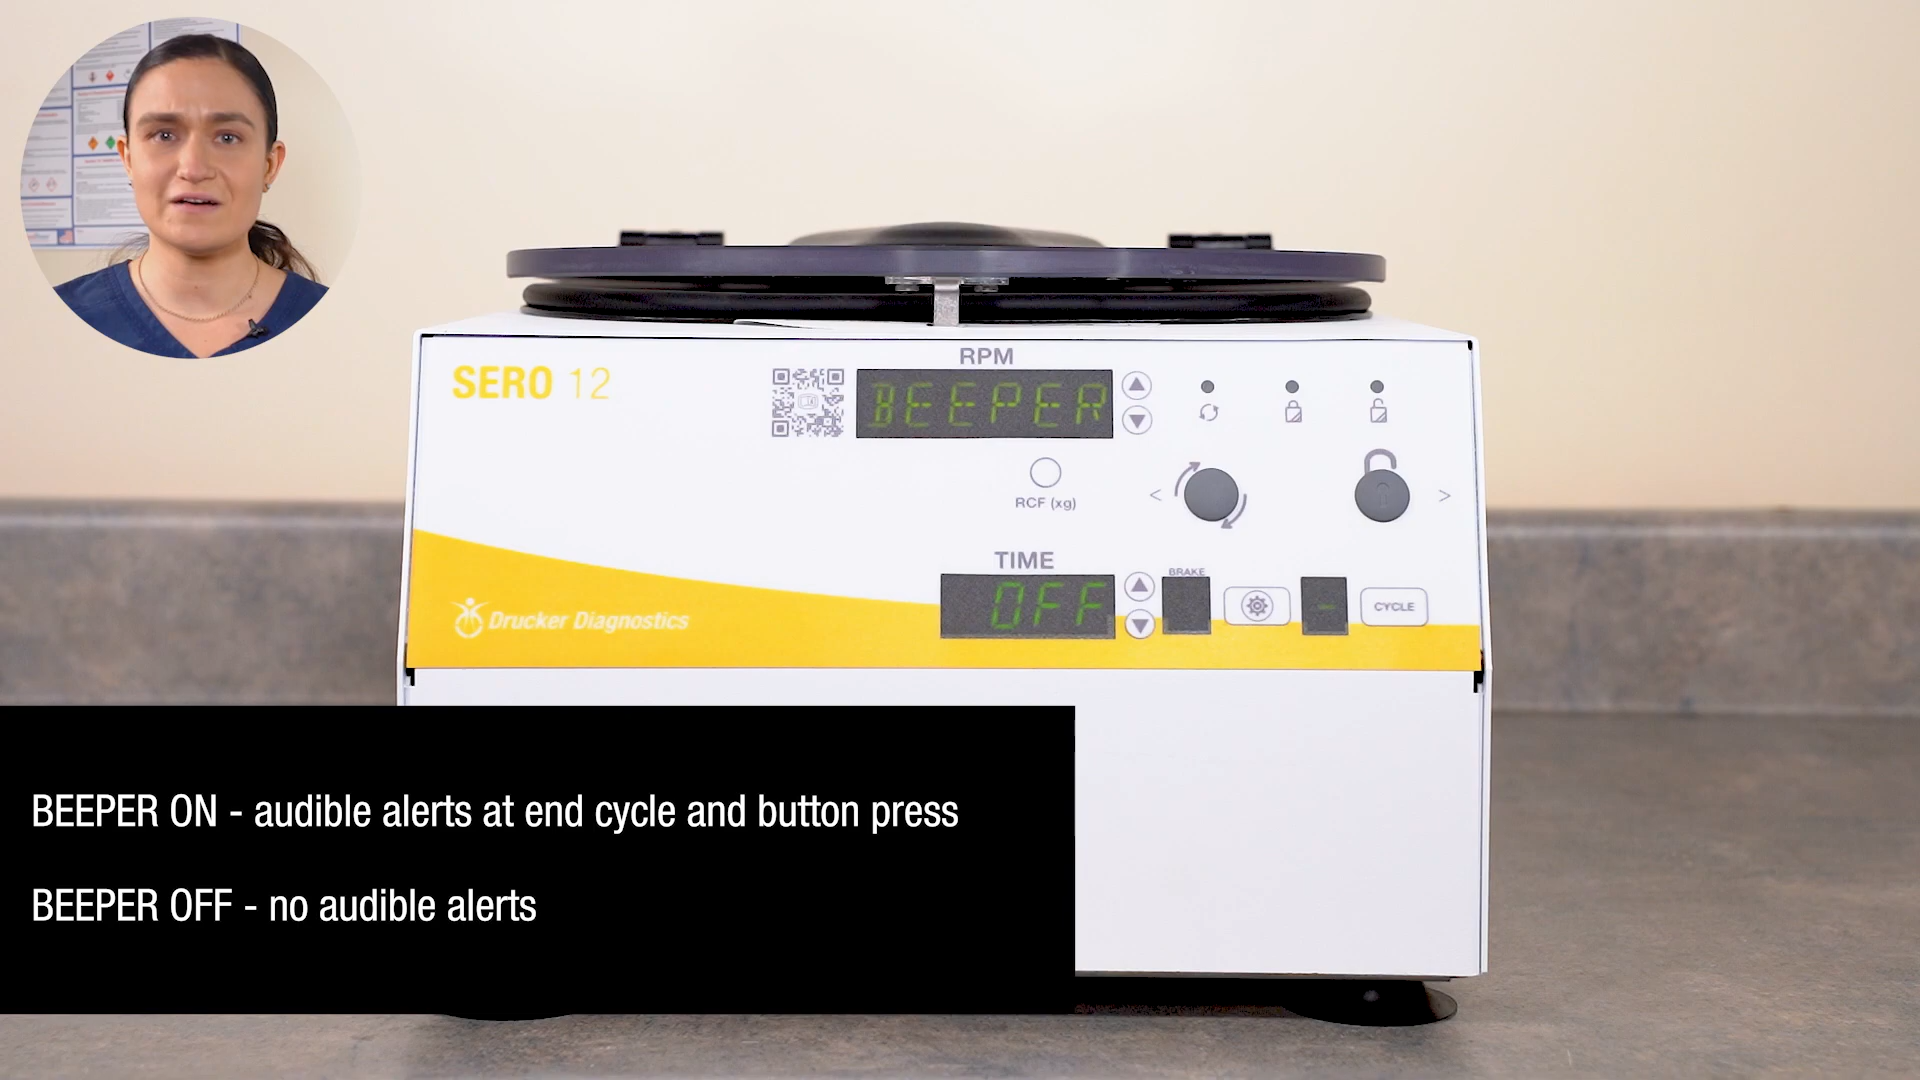 RPM
SERO 12
BEEPER
RCF (xg)
< >
TIME
BRAKE
OFF
CYCLE
Drucker Diagnostics
BEEPER ON - audible alerts at end cycle and button press
BEEPER OFF - no audible alerts